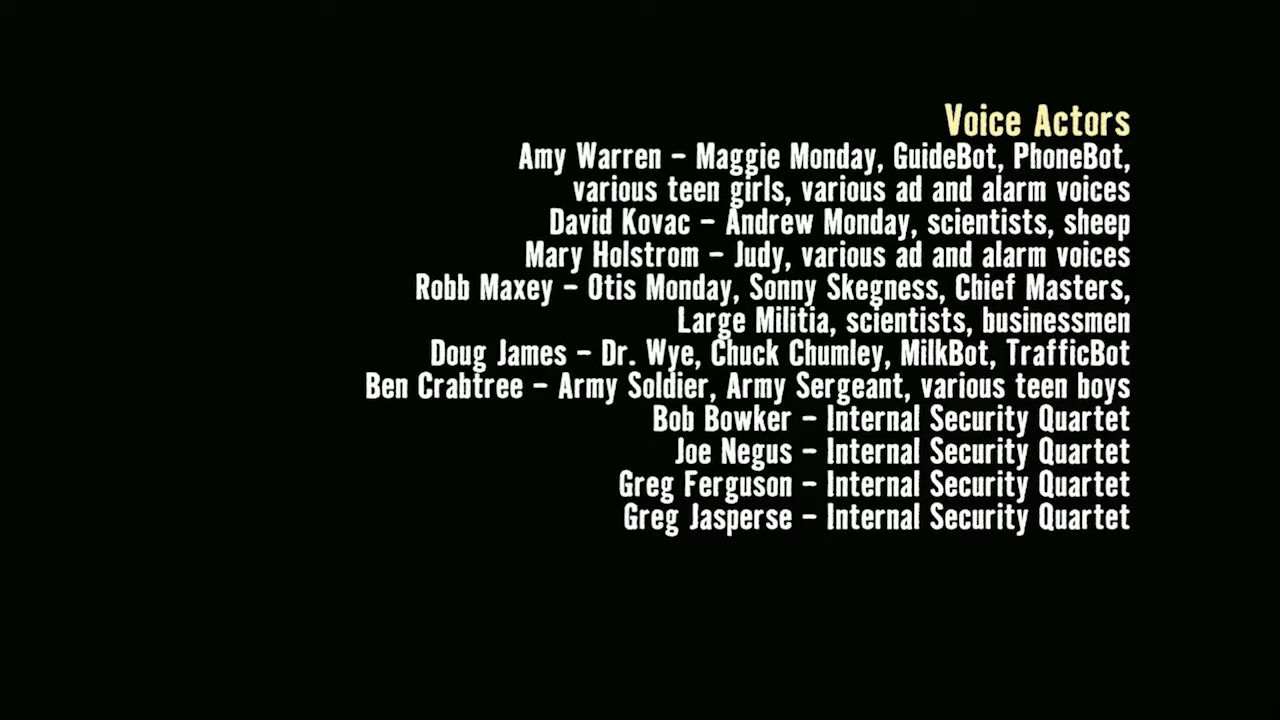 Voice Actors
Amy Warren – Maggie Monday, GuideBot, PhoneBot,
various teen girls, various ad and alarm voices
David Kovac – Andrew Monday, scientists, sheep
Mary Holstrom – Judy, various ad and alarm voices
Robb Maxey – Otis Monday, Sonny Skegness, Chief Masters,
Large Militia, scientists, businessmen
Doug James – Dr. Wye, Chuck Chumley, MilkBot, TrafficBot
Ben Crabtree – Army Soldier, Army Sergeant, various teen boys
Bob Bowker – Internal Security Quartet
Joe Negus – Internal Security Quartet
Greg Ferguson – Internal Security Quartet
Greg Jasperse – Internal Security Quartet